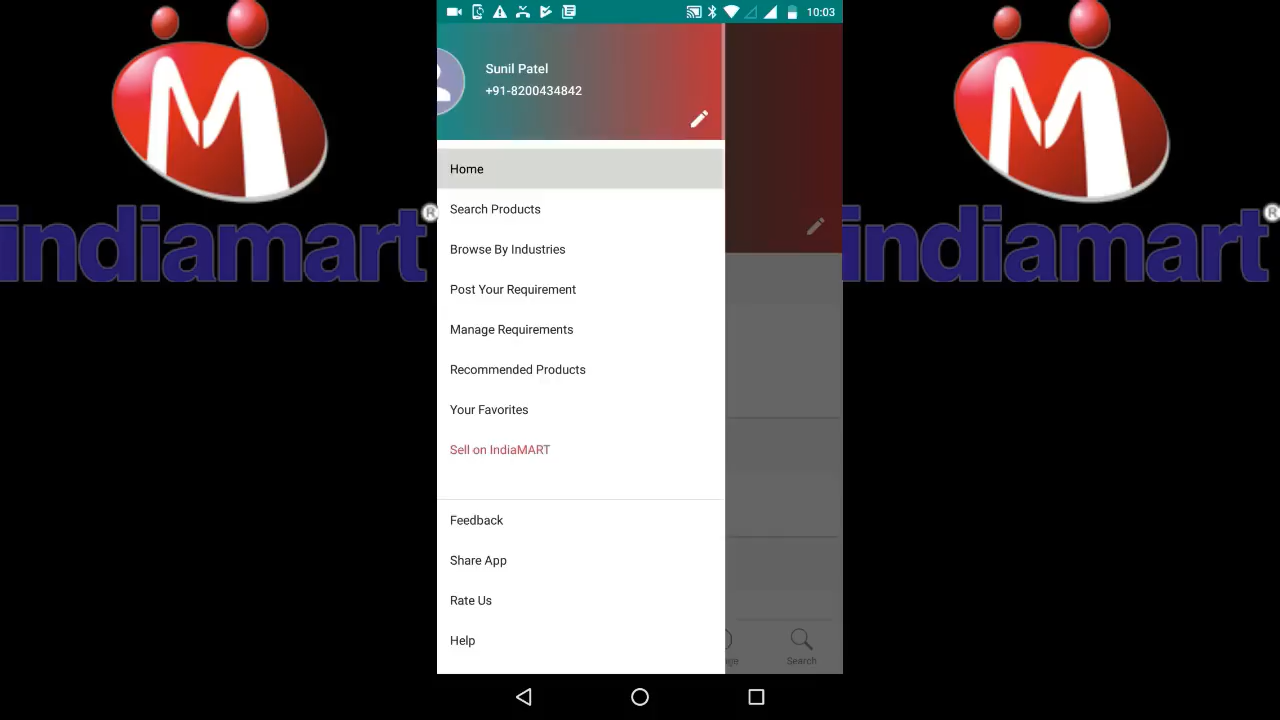 10:03
Sunil Patel
+91-8200434842
Home
Search Products
indiamart®
indiamart®
Browse By Industries
Post Your Requirement
Manage Requirements
Recommended Products
Your Favorites
Sell on IndiaMART
Feedback
Share App
Rate Us
Help
Search